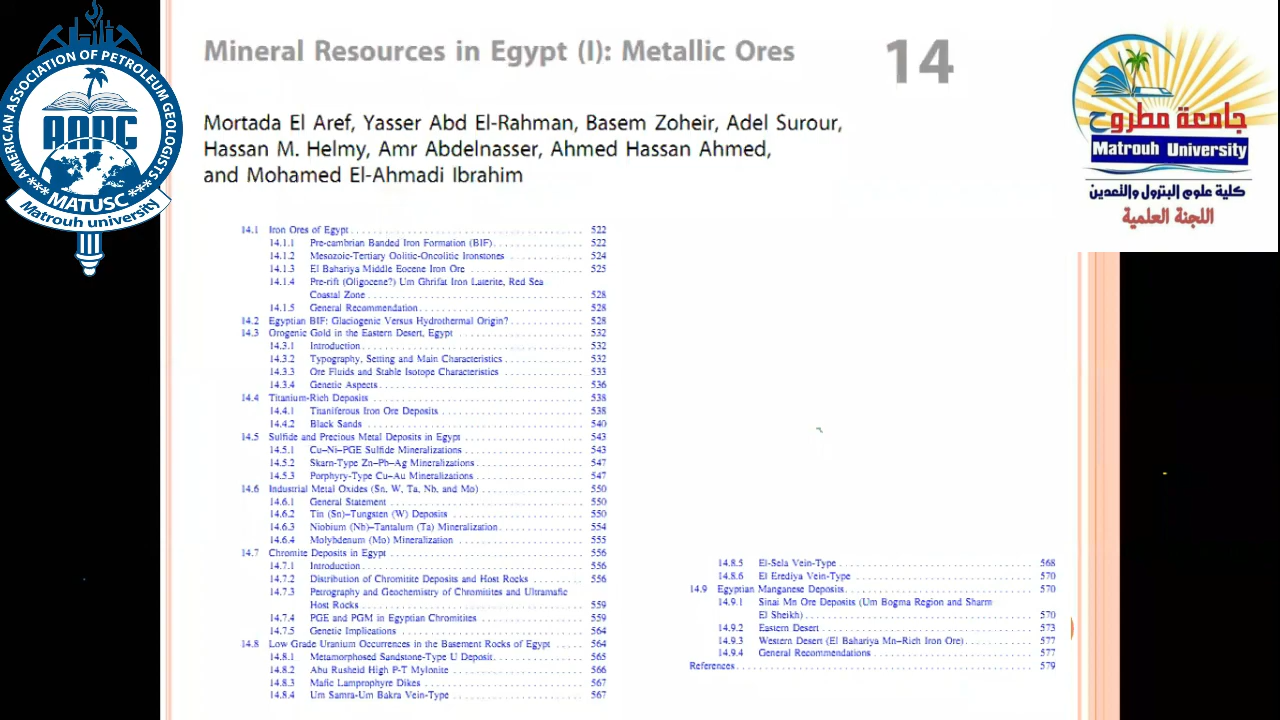 AMERICAN ASSOCIATION OF PETROLEUM GEOLOGISTS
AAPG
*** MATUSC ***
Matrouh university
Mineral Resources in Egypt (I): Metallic Ores
14
Mortada El Aref, Yasser Abd El-Rahman, Basem Zoheir, Adel Surour,
Hassan M. Helmy, Amr Abdelnasser, Ahmed Hassan Ahmed,
and Mohamed El-Ahmadi Ibrahim
جامعة مطروح
Matrouh University
كلية علوم البترول والتعدين
اللجنة العلمية
14.1 Iron Ores of Egypt . . . 522
14.1.1 Pre-cambrian Banded Iron Formation (BIF) . . . 522
14.1.2 Mesozoic-Tertiary Oolitic-Oncolitic Ironstones . . . 524
14.1.3 El Bahariya Middle Eocene Iron Ore . . . 525
14.1.4 Pre-rift (Oligocene?) Um Ghrifat Iron Laterite, Red Sea
Coastal Zone . . . 528
14.1.5 General Recommendation . . . 528
14.2 Egyptian BIF: Glaciogenic Versus Hydrothermal Origin? . . . 528
14.3 Orogenic Gold in the Eastern Desert, Egypt . . . 532
14.3.1 Introduction . . . 532
14.3.2 Typography, Setting and Main Characteristics . . . 532
14.3.3 Ore Fluids and Stable Isotope Characteristics . . . 533
14.3.4 Genetic Aspects . . . 536
14.4 Titanium-Rich Deposits . . . 538
14.4.1 Titaniferous Iron Ore Deposits . . . 538
14.4.2 Black Sands . . . 540
14.5 Sulfide and Precious Metal Deposits in Egypt . . . 543
14.5.1 Cu–Ni–PGE Sulfide Mineralizations . . . 543
14.5.2 Skarn-Type Zn–Pb–Ag Mineralizations . . . 547
14.5.3 Porphyry-Type Cu–Au Mineralizations . . . 547
14.6 Industrial Metal Oxides (Sn, W, Ta, Nb, and Mo) . . . 550
14.6.1 General Statement . . . 550
14.6.2 Tin (Sn)–Tungsten (W) Deposits . . . 550
14.6.3 Niobium (Nb)–Tantalum (Ta) Mineralization . . . 554
14.6.4 Molybdenum (Mo) Mineralization . . . 555
14.7 Chromite Deposits in Egypt . . . 556
14.7.1 Introduction . . . 556
14.7.2 Distribution of Chromitite Deposits and Host Rocks . . . 556
14.7.3 Petrography and Geochemistry of Chromitites and Ultramafic
Host Rocks . . . 559
14.7.4 PGE and PGM in Egyptian Chromitites . . . 559
14.7.5 Genetic Implications . . . 564
14.8 Low Grade Uranium Occurrences in the Basement Rocks of Egypt . . . 564
14.8.1 Metamorphosed Sandstone-Type U Deposit . . . 565
14.8.2 Abu Rusheid High P-T Mylonite . . . 566
14.8.3 Mafic Lamprophyre Dikes . . . 567
14.8.4 Um Samra-Um Bakra Vein-Type . . . 567
14.8.5 El-Sela Vein-Type . . . 568
14.8.6 El Erediya Vein-Type . . . 570
14.9 Egyptian Manganese Deposits . . . 570
14.9.1 Sinai Mn Ore Deposits (Um Bogma Region and Sharm
El Sheikh) . . . 570
14.9.2 Eastern Desert . . . 573
14.9.3 Western Desert (El Bahariya Mn–Rich Iron Ore) . . . 577
14.9.4 General Recommendations . . . 577
References . . . 579